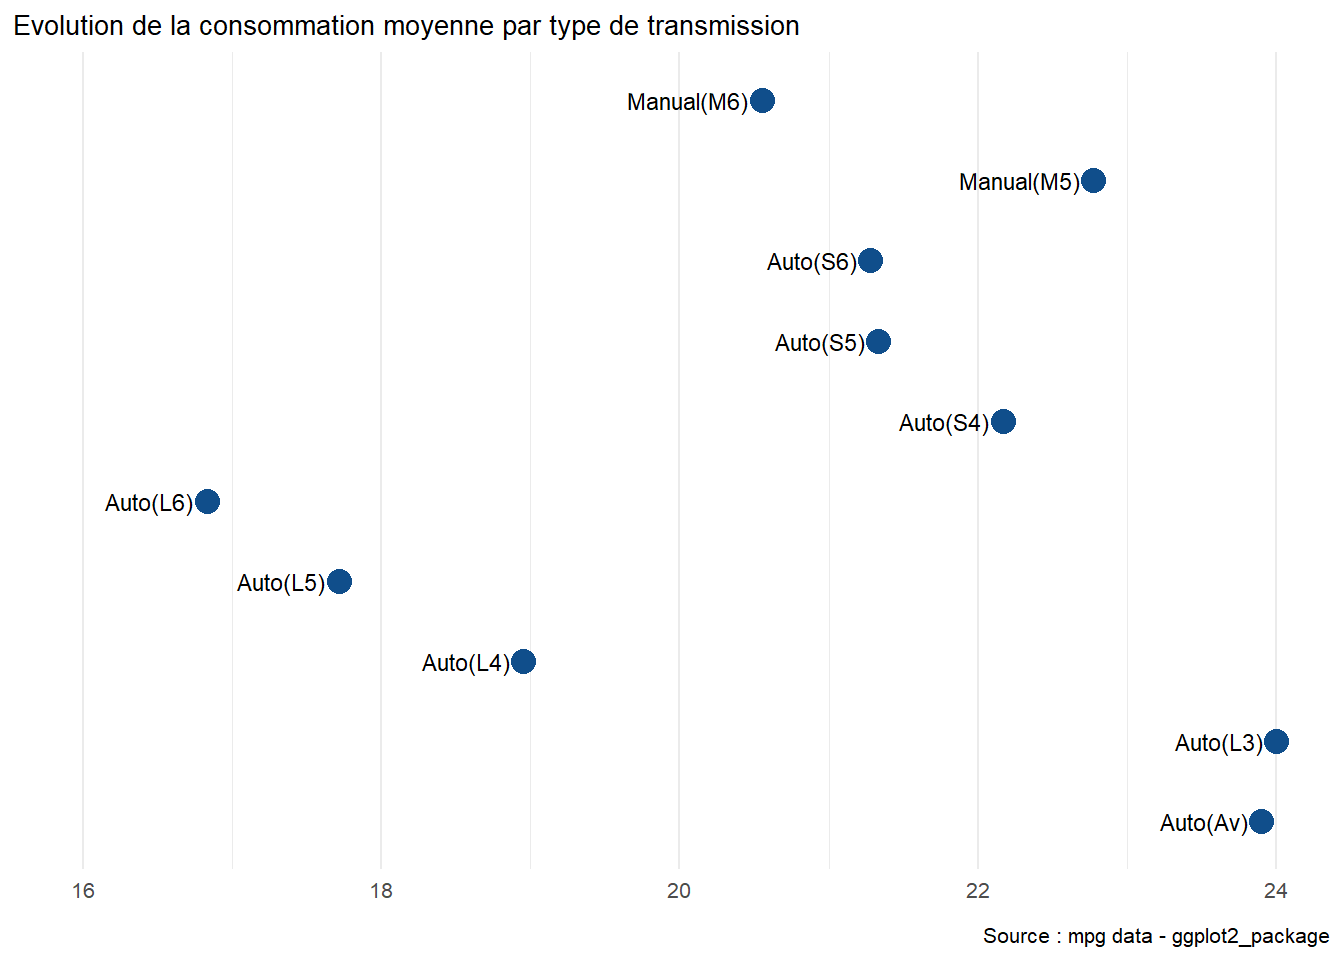 Evolution de la consommation moyenne par type de transmission
Manual(M6)
Manual(M5)
Auto(S6)
Auto(S5)
Auto(S4)
Auto(L6)
Auto(L5)
Auto(L4)
Auto(L3)
Auto(Av)
16 18 20 22 24
Source : mpg data - ggplot2_package